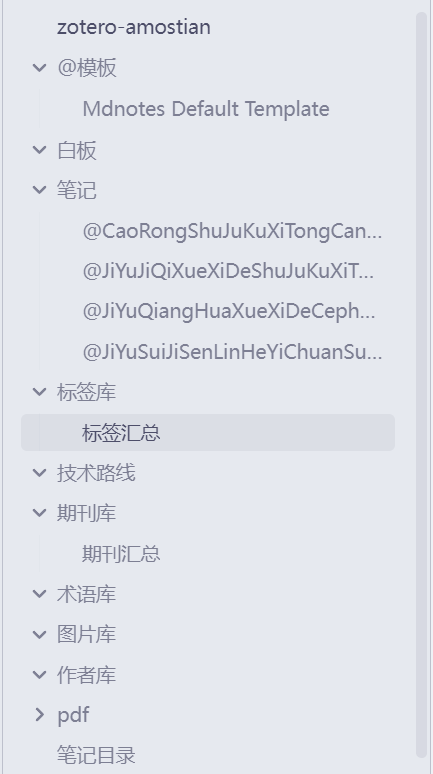 zotero-amostian
@模板
Mdnotes Default Template
白板
笔记
@CaoRongShuJuKuXiTongCan...
@JiYuJiQiXueXiDeShuJuKuXiT...
@JiYuQiangHuaXueXiDeCeph...
@JiYuSuiJiSenLinHeYiChuanSu...
标签库
标签汇总
技术路线
期刊库
期刊汇总
术语库
图片库
作者库
pdf
笔记目录